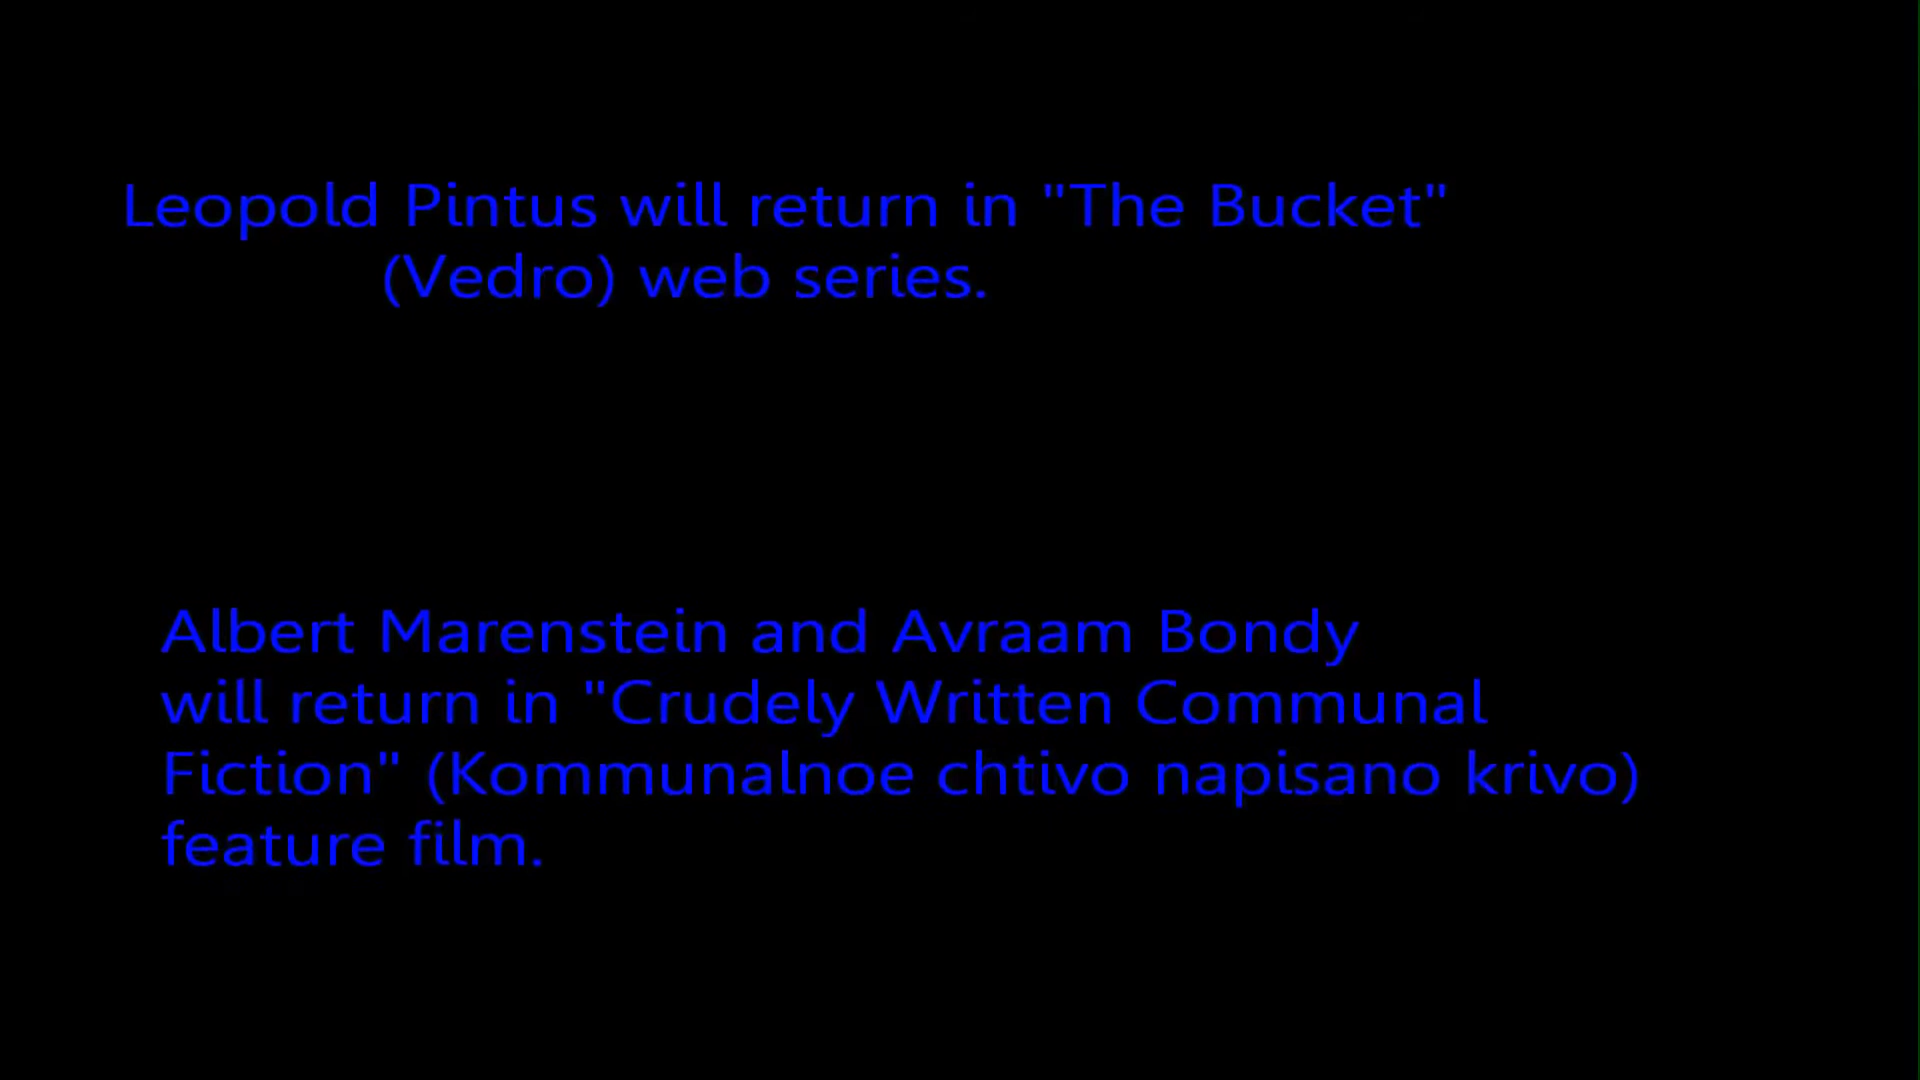 Leopold Pintus will return in "The Bucket"
(Vedro) web series.
Albert Marenstein and Avraam Bondy
will return in "Crudely Written Communal
Fiction" (Kommunalnoe chtivo napisano krivo)
feature film.